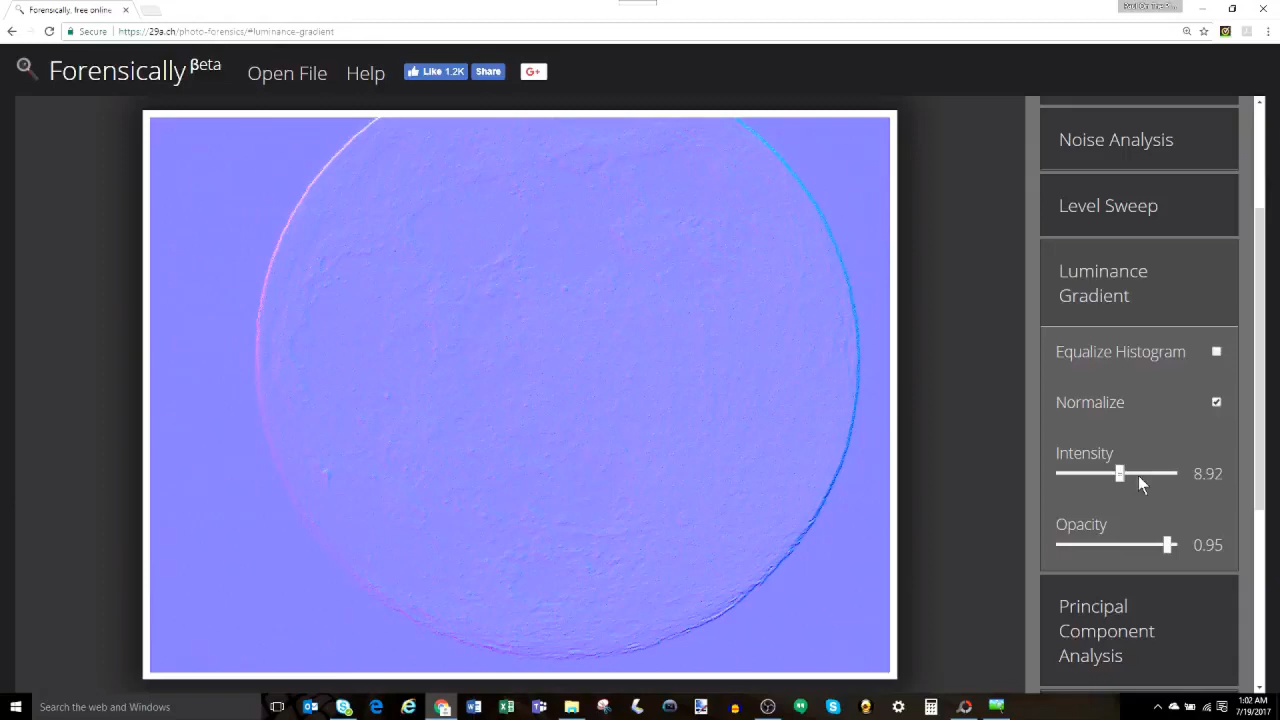 Forensically, free online
Secure https://29a.ch/photo-forensics/#luminance-gradient
Forensically Beta
Open File
Help
Like 1.2K
Share
G+
Noise Analysis
Level Sweep
Luminance
Gradient
Equalize Histogram
Normalize
Intensity
8.92
Opacity
0.95
Principal
Component
Analysis
Search the web and Windows
1:02 AM
7/19/2017